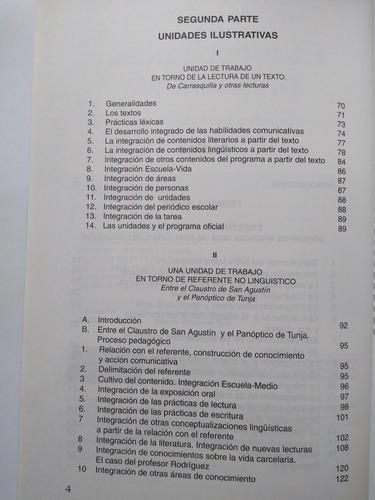 SEGUNDA PARTE
UNIDADES ILUSTRATIVAS
I
UNIDAD DE TRABAJO
EN TORNO DE LA LECTURA DE UN TEXTO:
De Carrasquilla y otras lecturas
1. Generalidades 70
2. Los textos 71
3. Prácticas léxicas 73
4. El desarrollo integrado de las habilidades comunicativas 74
5. La integración de contenidos literarios a partir del texto 77
6. La integración de contenidos lingüísticos a partir del texto 78
7. Integración de otros contenidos del programa a partir del texto 84
8. Integración Escuela-Vida 86
9. Integración de áreas 87
10. Integración de personas 87
11. Integración de unidades 88
12. Integración del periódico escolar 88
13. Integración de la tarea 89
14. Las unidades y el programa oficial 89
II
UNA UNIDAD DE TRABAJO
EN TORNO DE REFERENTE NO LINGUISTICO
Entre el Claustro de San Agustín
y el Panóptico de Tunja
A. Introducción 92
B. Entre el Claustro de San Agustín y el Panóptico de Tunja.
Proceso pedagógico 95
1. Relación con el referente, construcción de conocimiento
y acción comunicativa 95
2. Delimitación del referente 95
3 Cultivo del contenido. Integración Escuela-Medio 96
4. Integración de la exposición oral 97
5. Integración de las prácticas de lectura 98
6. Integración de las prácticas de escritura 101
7 Integración de otras conceptualizaciones lingüísticas
a partir de la relación con el referente 102
8 Integración de la literatura. Integración de nuevas lecturas 108
9 Integración de conocimientos sobre la vida carcelaria.
El caso del profesor Rodríguez 120
10 Integración de otras áreas de conocimiento 122
4